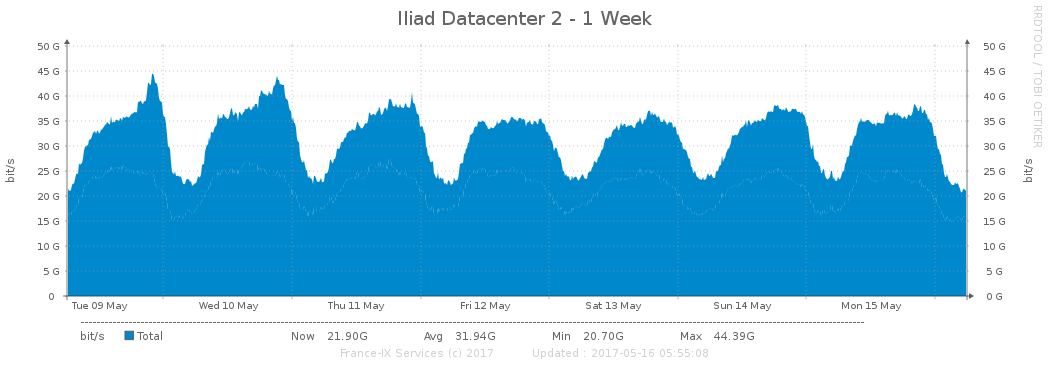 Iliad Datacenter 2 - 1 Week
RRDTOOL / TOBI OETIKER
50 G 50 G
45 G 45 G
40 G 40 G
35 G 35 G
30 G 30 G
25 G 25 G
20 G 20 G
15 G 15 G
10 G 10 G
5 G 5 G
0 0 G
bit/s
bit/s
Tue 09 May Wed 10 May Thu 11 May Fri 12 May Sat 13 May Sun 14 May Mon 15 May
bit/s Total Now 21.90G Avg 31.94G Min 20.70G Max 44.39G
France-IX Services (c) 2017 Updated : 2017-05-16 05:55:08